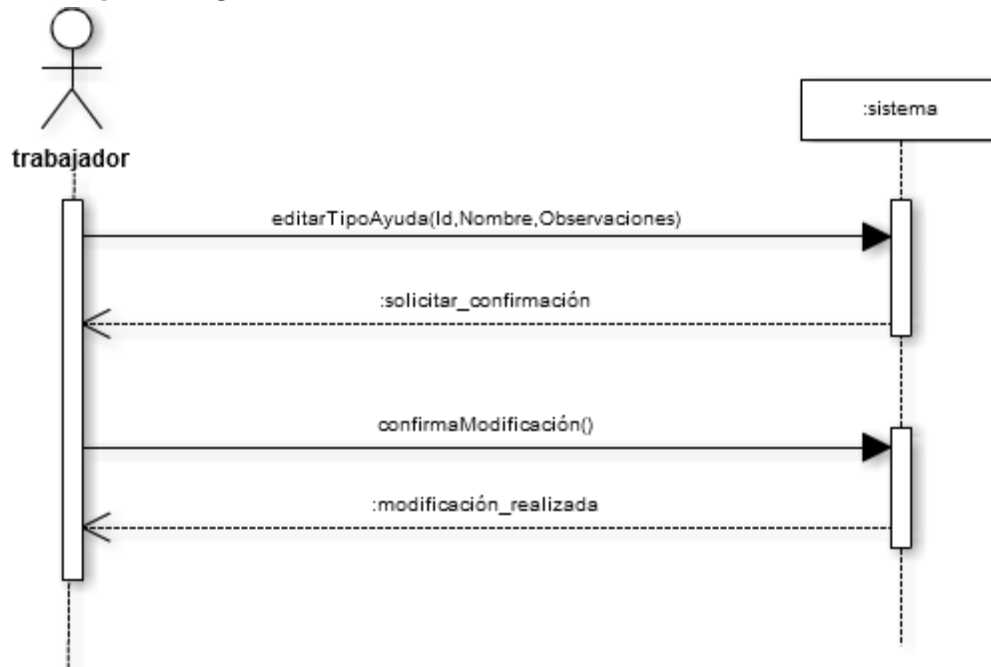 :sistema
trabajador
editarTipoAyuda(Id,Nombre,Observaciones)
:solicitar_confirmación
confirmaModificación()
:modificación_realizada